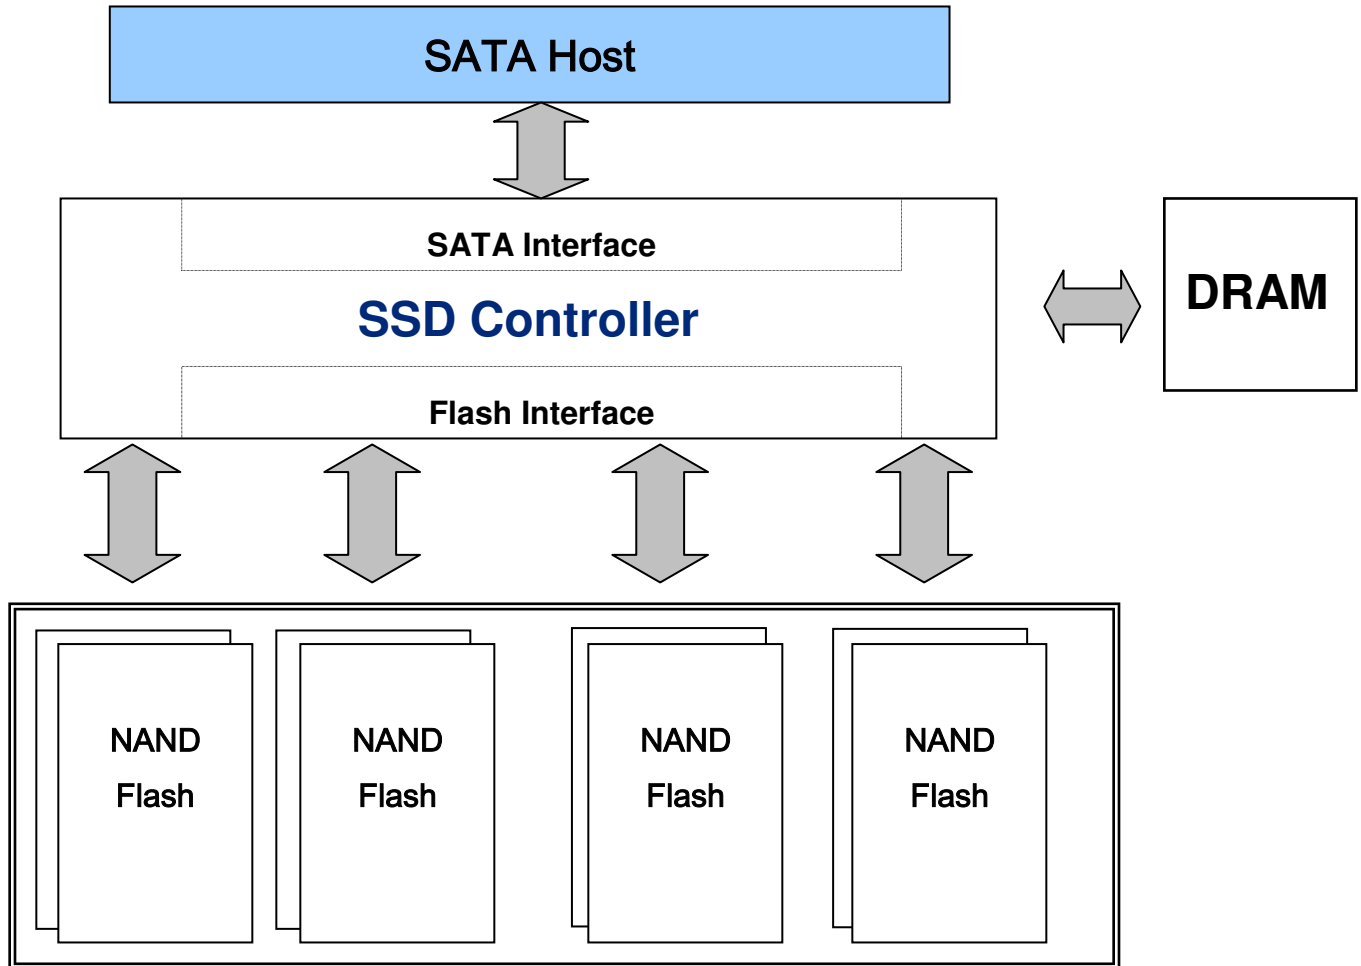 SATA Host
SATA Interface
SSD Controller
DRAM
Flash Interface
NAND
Flash
NAND
Flash
NAND
Flash
NAND
Flash